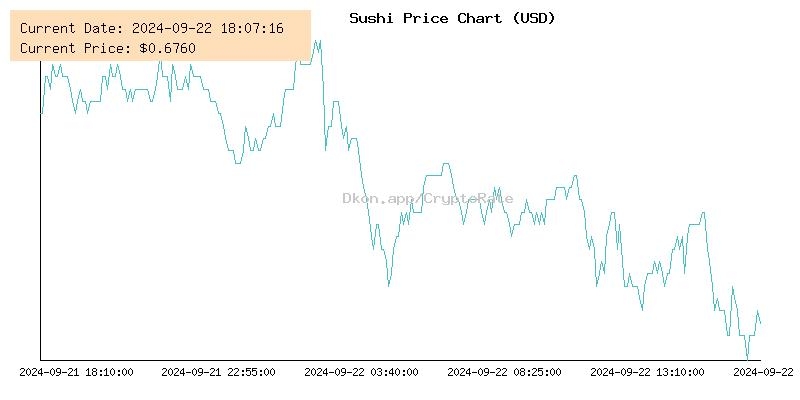 Sushi Price Chart (USD)
Current Date: 2024-09-22 18:07:16
Current Price: $0.6760
Dkon.app/CryptoRate
2024-09-21 18:10:00 2024-09-21 22:55:00 2024-09-22 03:40:00 2024-09-22 08:25:00 2024-09-22 13:10:00 2024-09-22